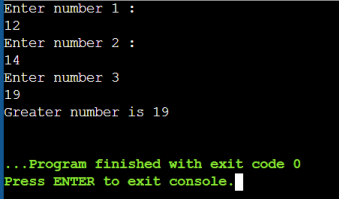 Enter number 1 :
12
Enter number 2 :
14
Enter number 3
19
Greater number is 19
...Program finished with exit code 0
Press ENTER to exit console.